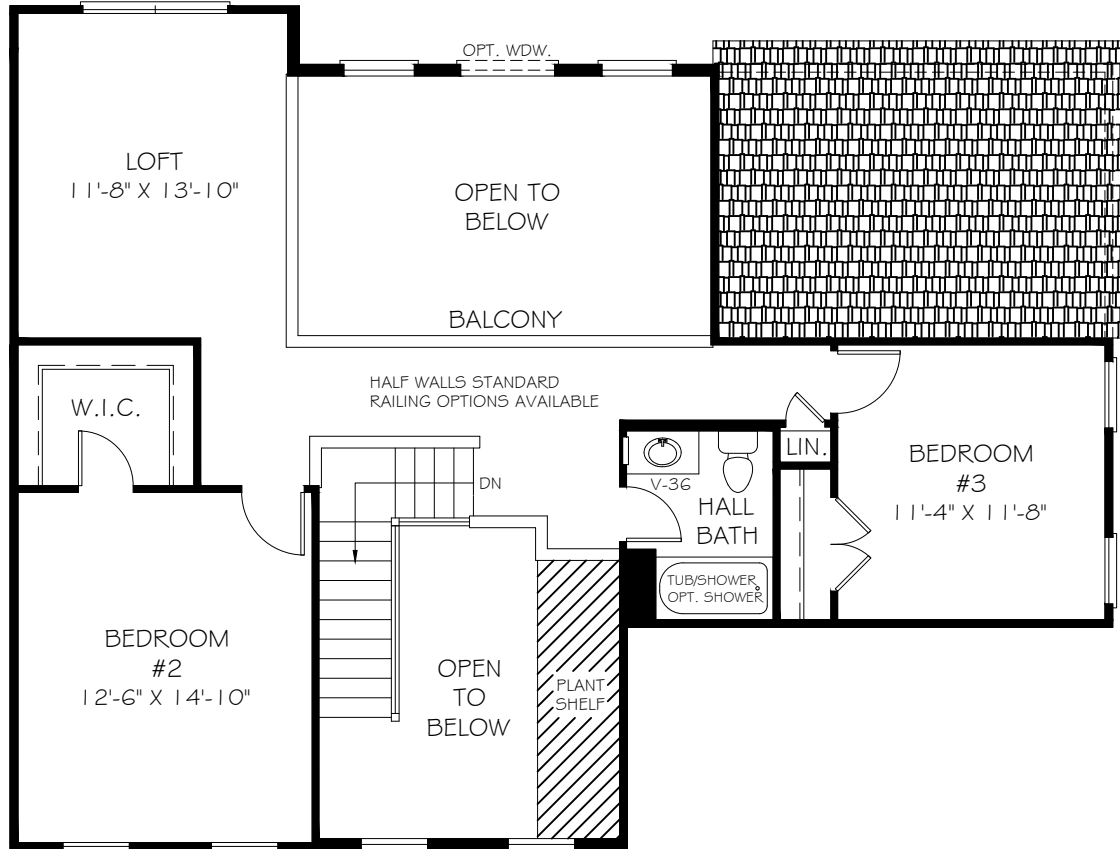 OPT. WDW.
LOFT
11'-8" X 13'-10"
OPEN TO
BELOW
BALCONY
HALF WALLS STANDARD
RAILING OPTIONS AVAILABLE
W.I.C.
LIN.
BEDROOM
#3
11'-4" X 11'-8"
DN
V-36
HALL
BATH
TUB/SHOWER
OPT. SHOWER
BEDROOM
#2
12'-6" X 14'-10"
OPEN
TO
BELOW
PLANT
SHELF